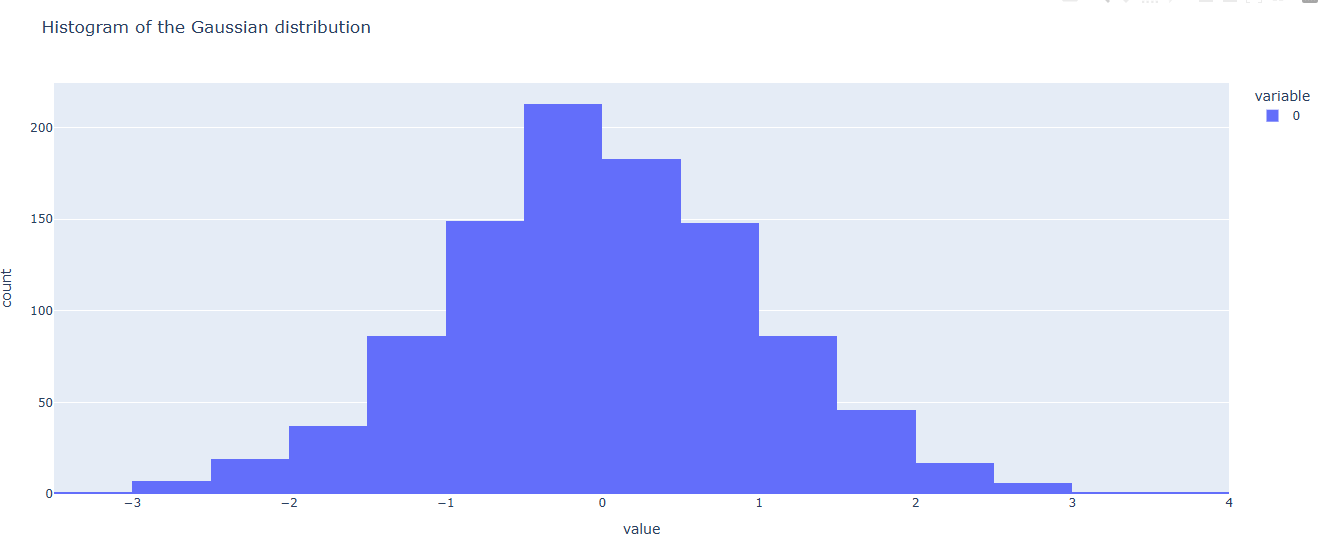 Histogram of the Gaussian distribution
variable
0
count
200
150
100
50
0
−3 −2 −1 0 1 2 3 4
value